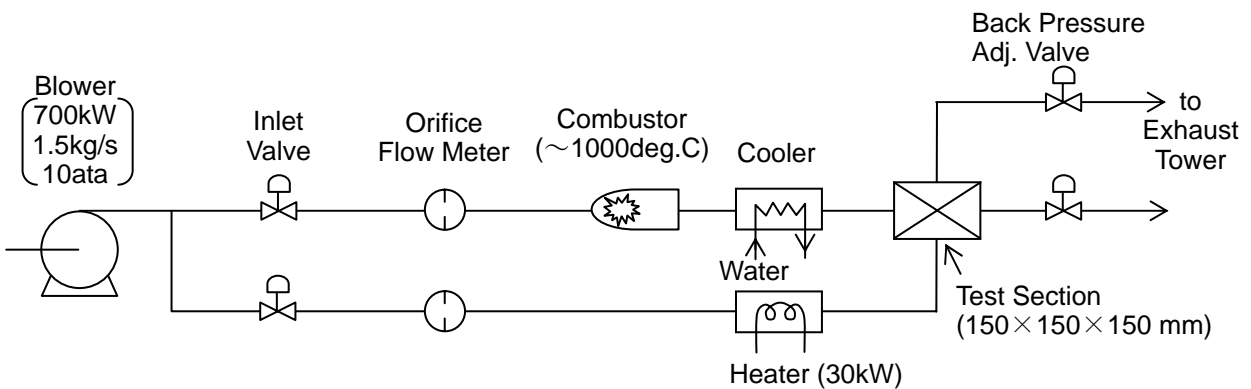 Back Pressure
Adj. Valve
Blower
700kW
1.5kg/s
10ata
Inlet
Valve
Orifice
Flow Meter
Combustor
(～1000deg.C)
Cooler
to
Exhaust
Tower
Water
Test Section
(150×150×150 mm)
Heater (30kW)